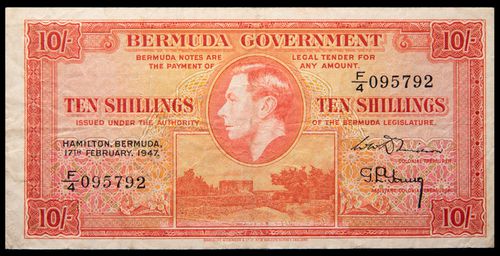 10/- BERMUDA GOVERNMENT 10/-
BERMUDA NOTES ARE LEGAL TENDER FOR
THE PAYMENT OF ANY AMOUNT.
F/4 095792
TEN SHILLINGS TEN SHILLINGS
ISSUED UNDER THE AUTHORITY OF THE BERMUDA LEGISLATURE.
HAMILTON, BERMUDA,
17TH FEBRUARY, 1947.
COLONIAL TREASURER
F/4 095792
10/- 10/-